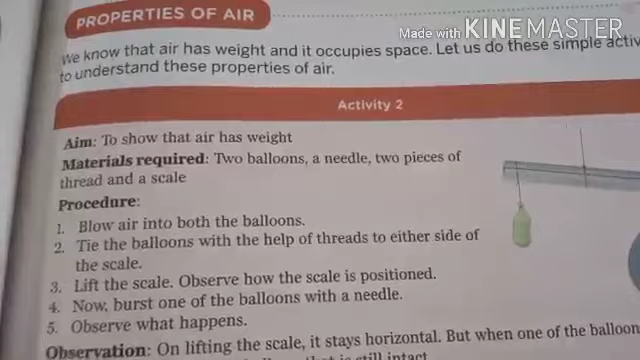 PROPERTIES OF AIR
Made with KINEMASTER
We know that air has weight and it occupies space. Let us do these simple
to understand these properties of air.
Activity 2
Aim: To show that air has weight
Materials required: Two balloons, a needle, two pieces of
thread and a scale
Procedure:
1. Blow air into both the balloons.
2. Tie the balloons with the help of threads to either side of
the scale.
3. Lift the scale. Observe how the scale is positioned.
4. Now, burst one of the balloons with a needle.
5. Observe what happens.
Observation: On lifting the scale, it stays horizontal. But when one of the
that is still intact